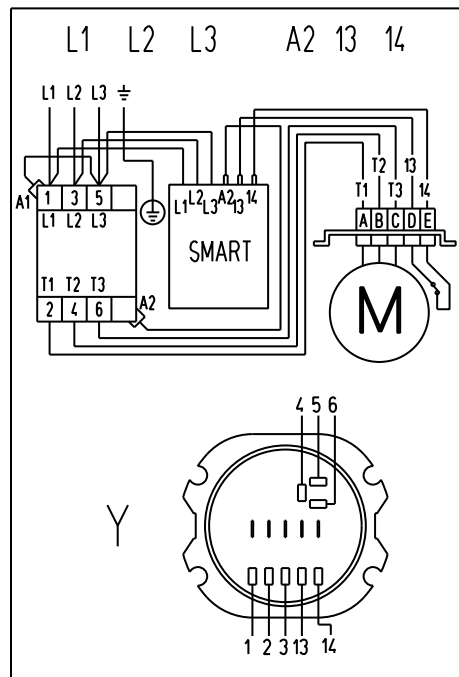 L1 L2 L3 A2 13 14
L1 L2 L3
T1 T2 T3 13 14
A1
1 3 5
L1 L2 L3 A2 13 14
A B C D E
L1 L2 L3
SMART
M
T1 T2 T3
A2
2 4 6
4 5 6
Y
1 2 3 13 14